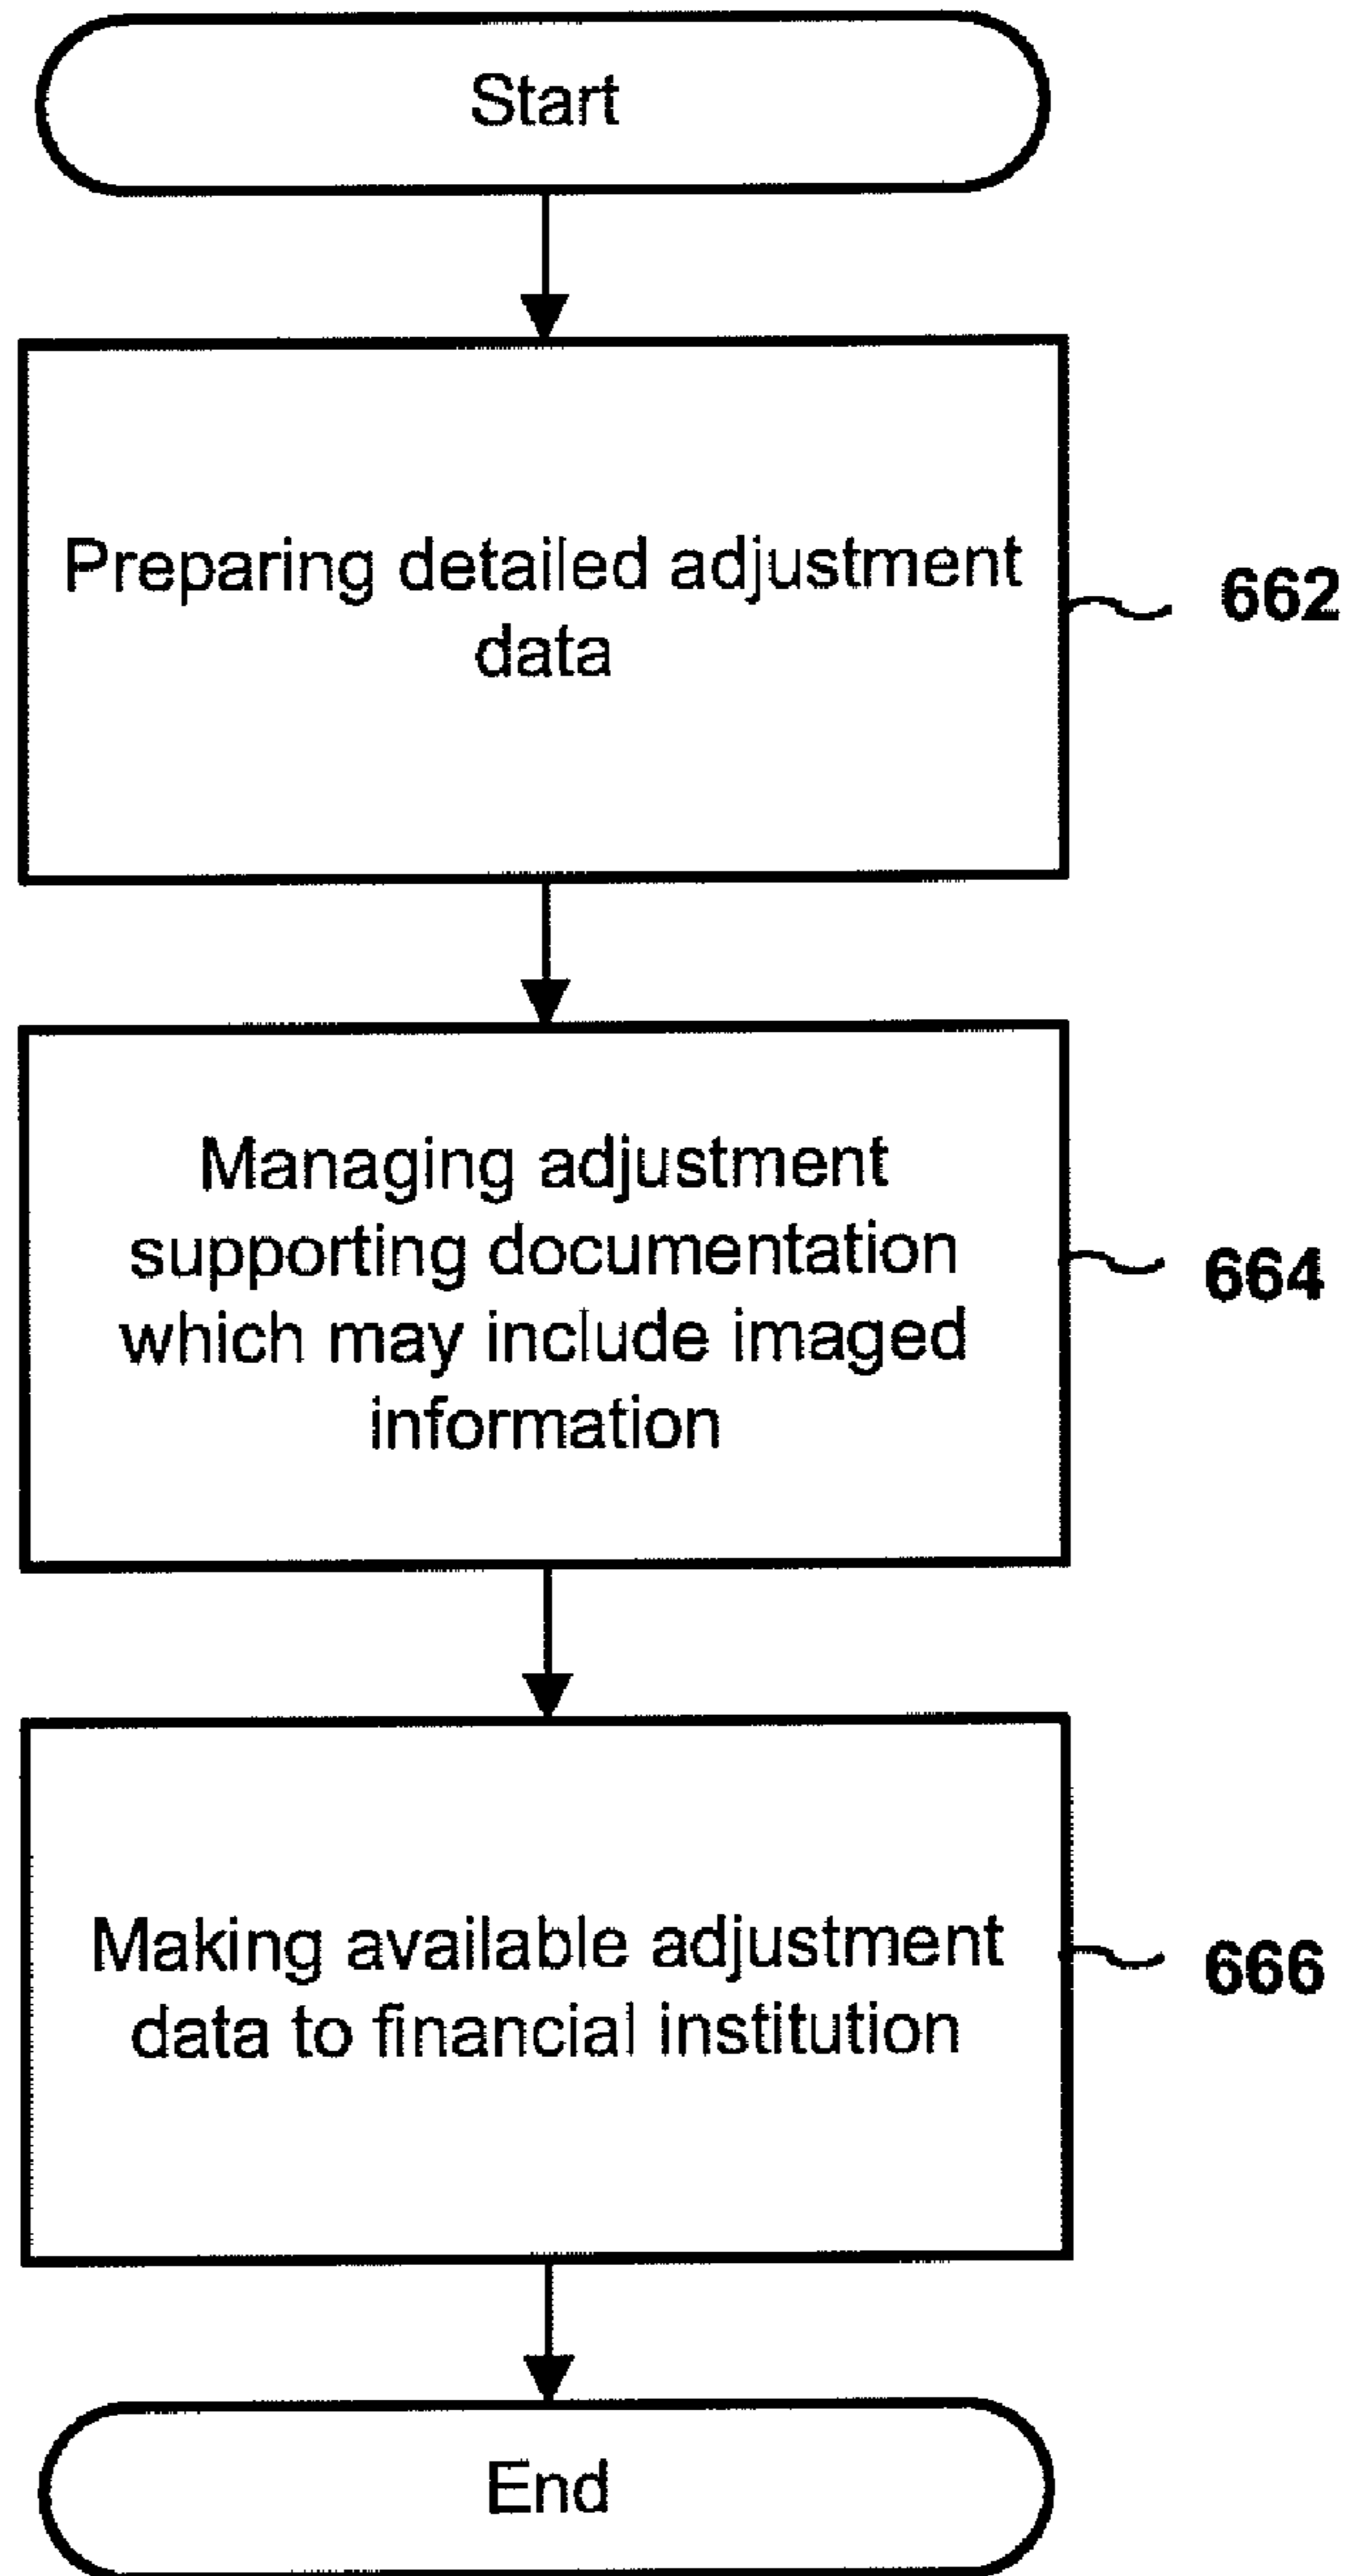 Start
Preparing detailed adjustment
data
662
Managing adjustment
supporting documentation
which may include imaged
information
664
Making available adjustment
data to financial institution
666
End